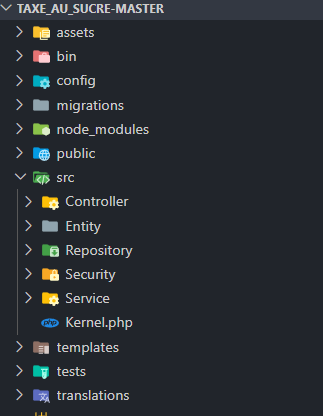 TAXE_AU_SUCRE-MASTER
assets
bin
config
migrations
node_modules
public
src
Controller
Entity
Repository
Security
Service
Kernel.php
templates
tests
translations